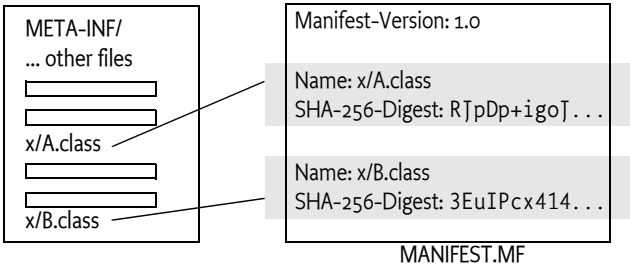 META-INF/
... other files
x/A.class
x/B.class
Manifest-Version: 1.0
Name: x/A.class
SHA-256-Digest: RJpDp+igoJ...
Name: x/B.class
SHA-256-Digest: 3EuIPcx414...
MANIFEST.MF